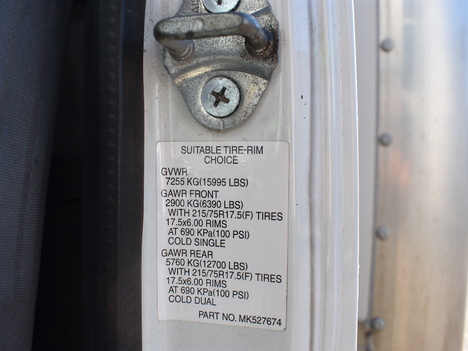 SUITABLE TIRE-RIM
CHOICE
GVWR
7255 KG(15995 LBS)
GAWR FRONT
2900 KG(6390 LBS)
WITH 215/75R17.5(F) TIRES
17.5x6.00 RIMS
AT 690 KPa(100 PSI)
COLD SINGLE
GAWR REAR
5760 KG(12700 LBS)
WITH 215/75R17.5(F) TIRES
17.5x6.00 RIMS
AT 690 KPa(100 PSI)
COLD DUAL
PART NO. MK527674